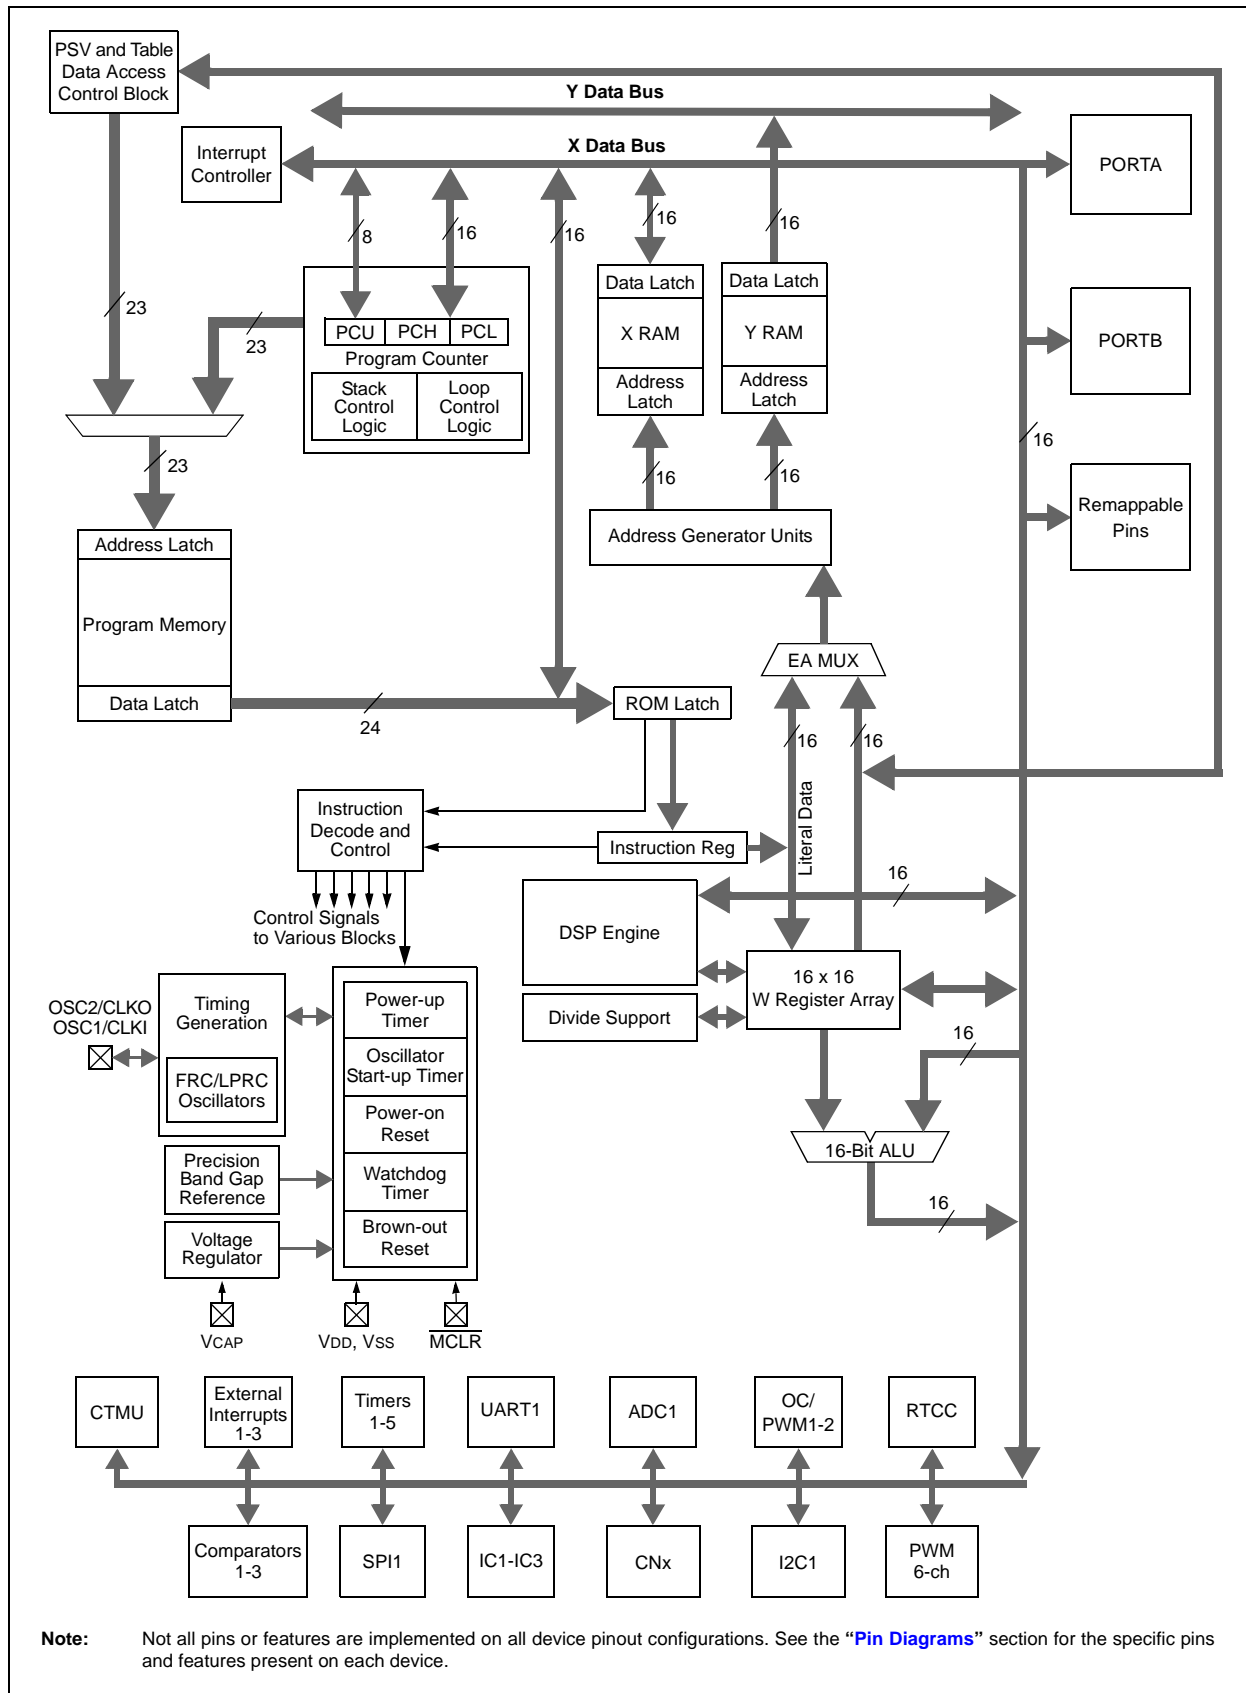 PSV and Table
Data Access
Control Block
Y Data Bus
X Data Bus
Interrupt
Controller
PORTA
8
16
16
16
16
23
23
Data Latch
Data Latch
PCU
PCH
PCL
X RAM
Y RAM
PORTB
Program Counter
Stack
Control
Logic
Loop
Control
Logic
Address
Latch
Address
Latch
16
23
16
16
Remappable
Pins
Address Generator Units
Address Latch
Program Memory
EA MUX
Data Latch
24
ROM Latch
16
16
Literal Data
Instruction
Decode and
Control
Instruction Reg
16
Control Signals
to Various Blocks
DSP Engine
16 x 16
W Register Array
Divide Support
OSC2/CLKO
OSC1/CLKI
Timing
Generation
FRC/LPRC
Oscillators
Power-up
Timer
Oscillator
Start-up Timer
Power-on
Reset
Watchdog
Timer
Brown-out
Reset
16
16-Bit ALU
16
Precision
Band Gap
Reference
Voltage
Regulator
VCAP
VDD, VSS
MCLR
CTMU
External
Interrupts
1-3
Timers
1-5
UART1
ADC1
OC/
PWM1-2
RTCC
Comparators
1-3
SPI1
IC1-IC3
CNx
I2C1
PWM
6-ch
Note: Not all pins or features are implemented on all device pinout configurations. See the “Pin Diagrams” section for the specific pins
and features present on each device.